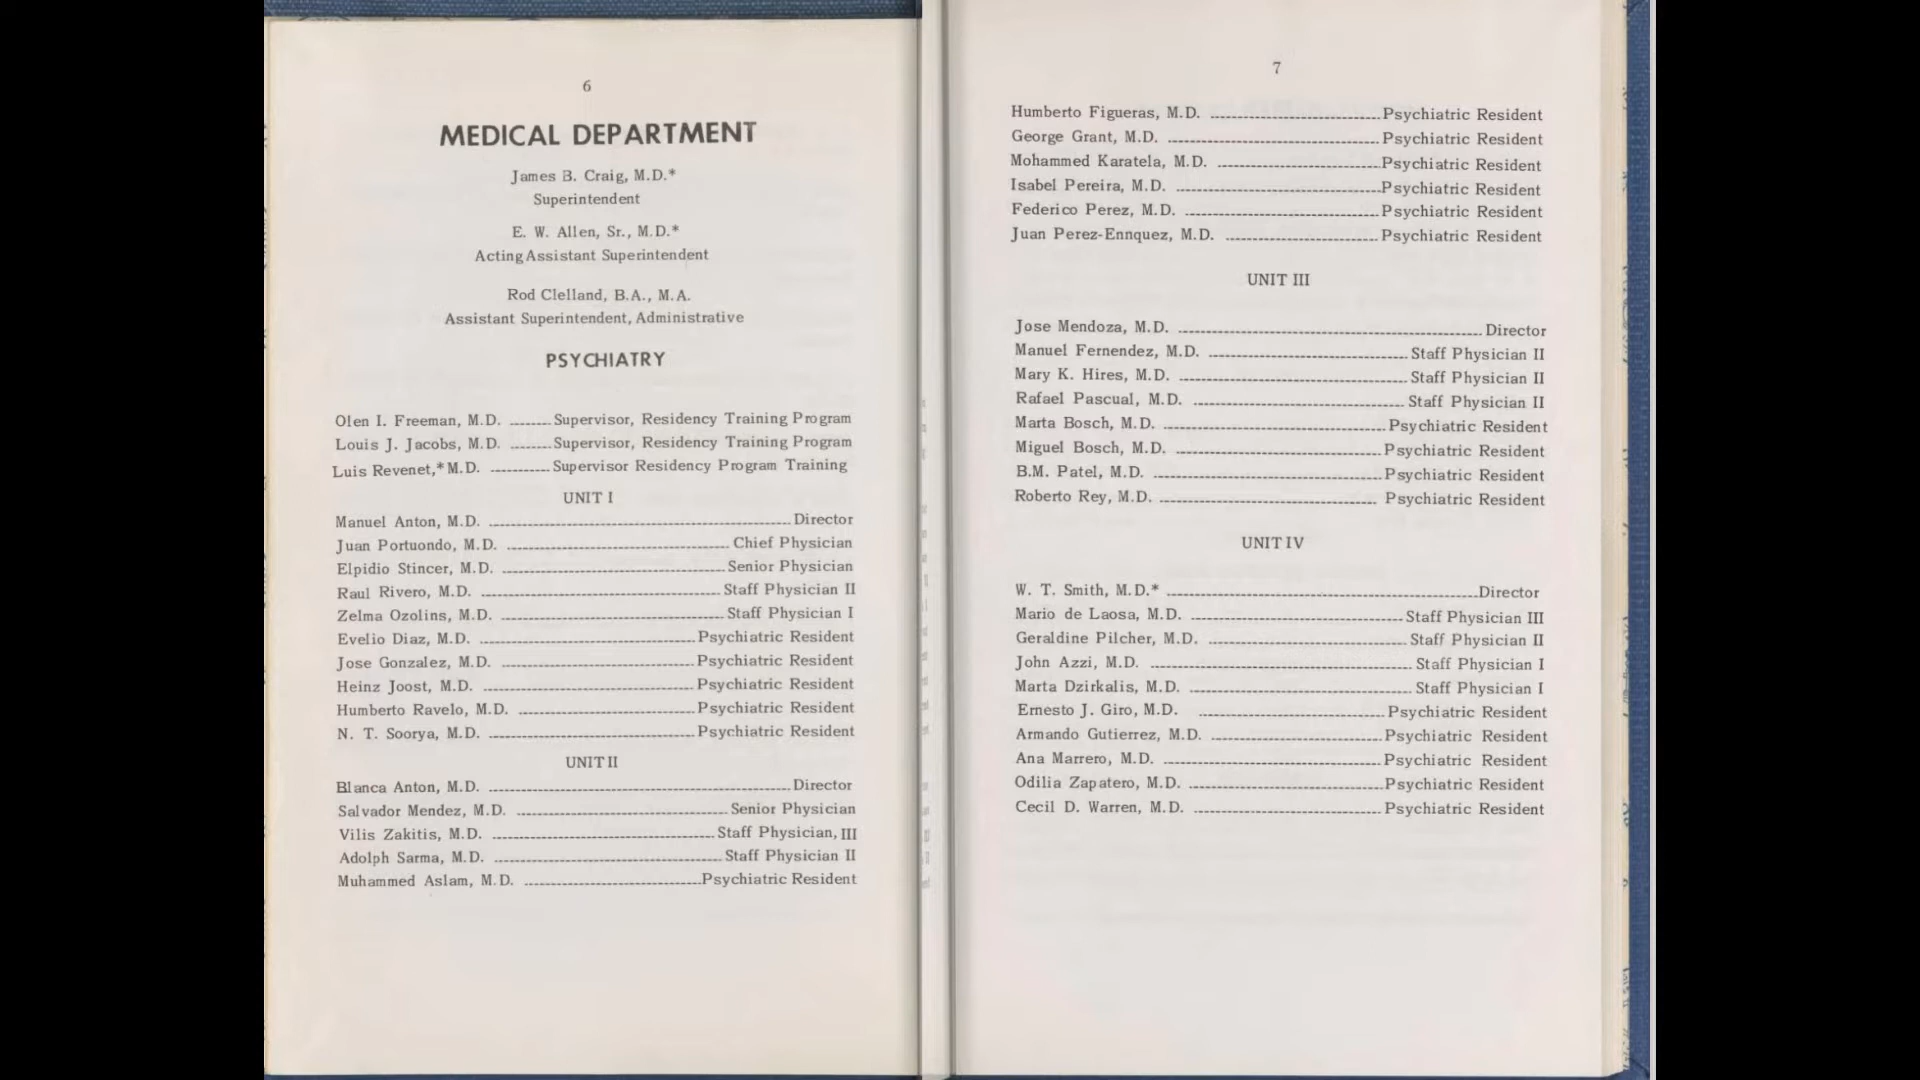 6
MEDICAL DEPARTMENT
James B. Craig, M.D.*
Superintendent
E. W. Allen, Sr., M.D.*
Acting Assistant Superintendent
Rod Clelland, B.A., M.A.
Assistant Superintendent, Administrative
PSYCHIATRY
Olen I. Freeman, M.D. ........ Supervisor, Residency Training Program
Louis J. Jacobs, M.D. ........ Supervisor, Residency Training Program
Luis Revenet,* M.D. ........ Supervisor Residency Program Training
UNIT I
Manuel Anton, M.D. ........ Director
Juan Portuondo, M.D. ........ Chief Physician
Elpidio Stincer, M.D. ........ Senior Physician
Raul Rivero, M.D. ........ Staff Physician II
Zelma Ozolins, M.D. ........ Staff Physician I
Evelio Diaz, M.D. ........ Psychiatric Resident
Jose Gonzalez, M.D. ........ Psychiatric Resident
Heinz Joost, M.D. ........ Psychiatric Resident
Humberto Ravelo, M.D. ........ Psychiatric Resident
N. T. Soorya, M.D. ........ Psychiatric Resident
UNIT II
Blanca Anton, M.D. ........ Director
Salvador Mendez, M.D. ........ Senior Physician
Vilis Zakitis, M.D. ........ Staff Physician, III
Adolph Sarma, M.D. ........ Staff Physician II
Muhammed Aslam, M.D. ........ Psychiatric Resident
7
Humberto Figueras, M.D. ........ Psychiatric Resident
George Grant, M.D. ........ Psychiatric Resident
Mohammed Karatela, M.D. ........ Psychiatric Resident
Isabel Pereira, M.D. ........ Psychiatric Resident
Federico Perez, M.D. ........ Psychiatric Resident
Juan Perez-Ennquez, M.D. ........ Psychiatric Resident
UNIT III
Jose Mendoza, M.D. ........ Director
Manuel Fernendez, M.D. ........ Staff Physician II
Mary K. Hires, M.D. ........ Staff Physician II
Rafael Pascual, M.D. ........ Staff Physician II
Marta Bosch, M.D. ........ Psychiatric Resident
Miguel Bosch, M.D. ........ Psychiatric Resident
B.M. Patel, M.D. ........ Psychiatric Resident
Roberto Rey, M.D. ........ Psychiatric Resident
UNIT IV
W. T. Smith, M.D.* ........ Director
Mario de Laosa, M.D. ........ Staff Physician III
Geraldine Pilcher, M.D. ........ Staff Physician II
John Azzi, M.D. ........ Staff Physician I
Marta Dzirkalis, M.D. ........ Staff Physician I
Ernesto J. Giro, M.D. ........ Psychiatric Resident
Armando Gutierrez, M.D. ........ Psychiatric Resident
Ana Marrero, M.D. ........ Psychiatric Resident
Odilia Zapatero, M.D. ........ Psychiatric Resident
Cecil D. Warren, M.D. ........ Psychiatric Resident